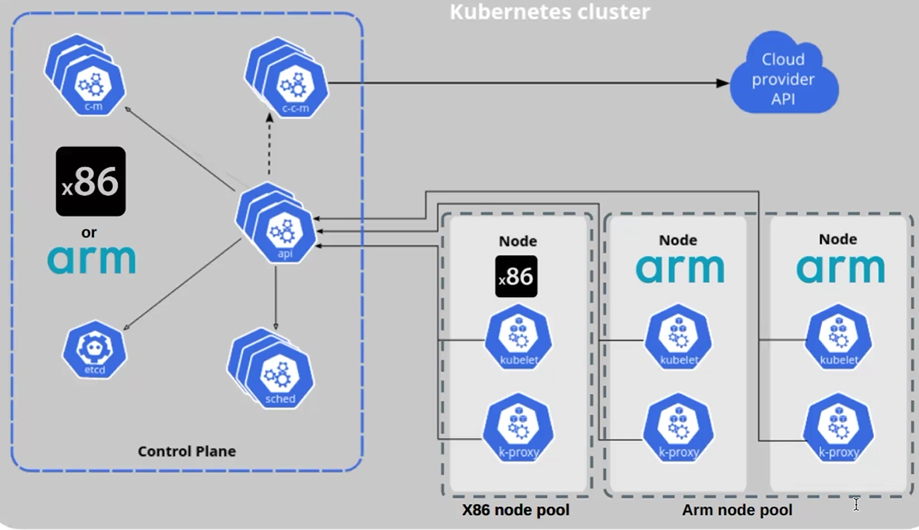 Kubernetes cluster
c-m
c-c-m
Cloud
provider
API
x86
or
arm
api
etcd
sched
Control Plane
Node
x86
kubelet
k-proxy
X86 node pool
Node
arm
kubelet
k-proxy
Node
arm
kubelet
k-proxy
Arm node pool